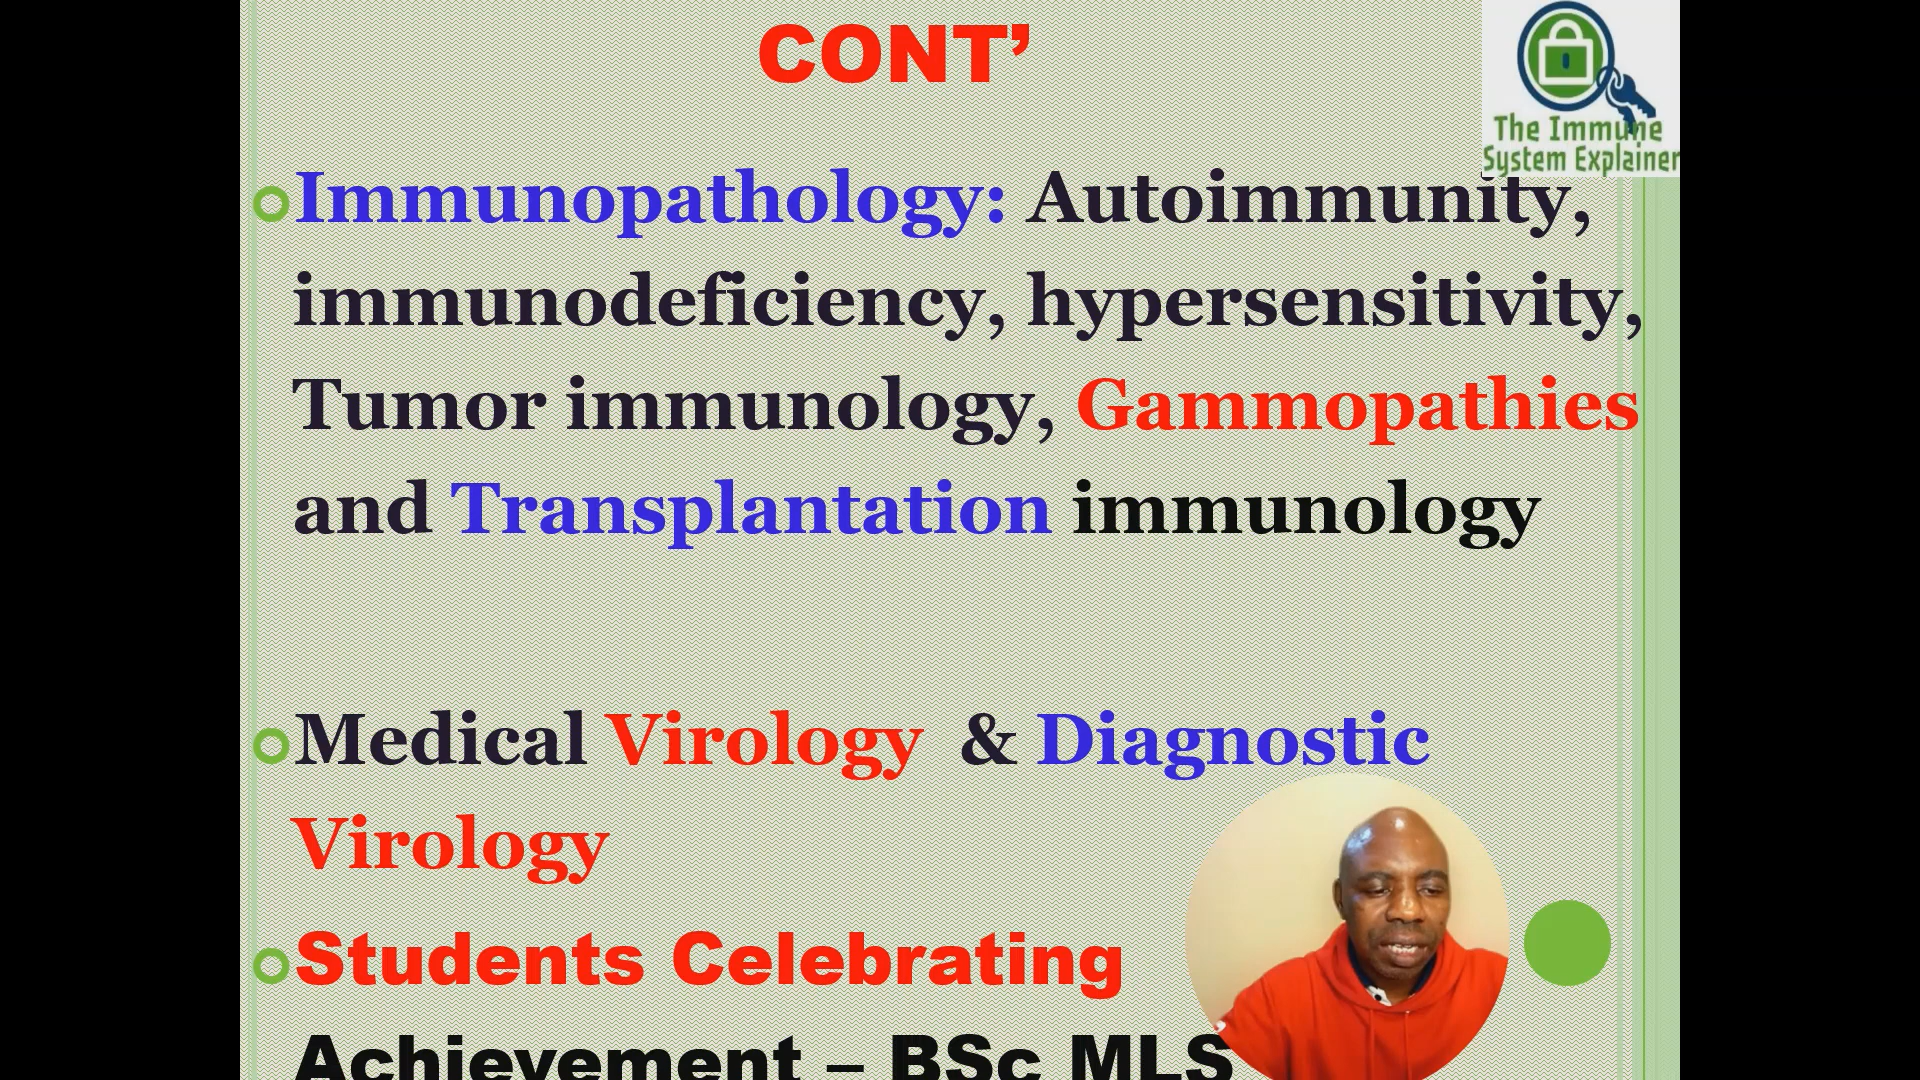 CONT’
The Immune
System Explainer
Immunopathology: Autoimmunity,
immunodeficiency, hypersensitivity,
Tumor immunology, Gammopathies
and Transplantation immunology
Medical Virology & Diagnostic
Virology
Students Celebrating
Achievement – BSc MLS